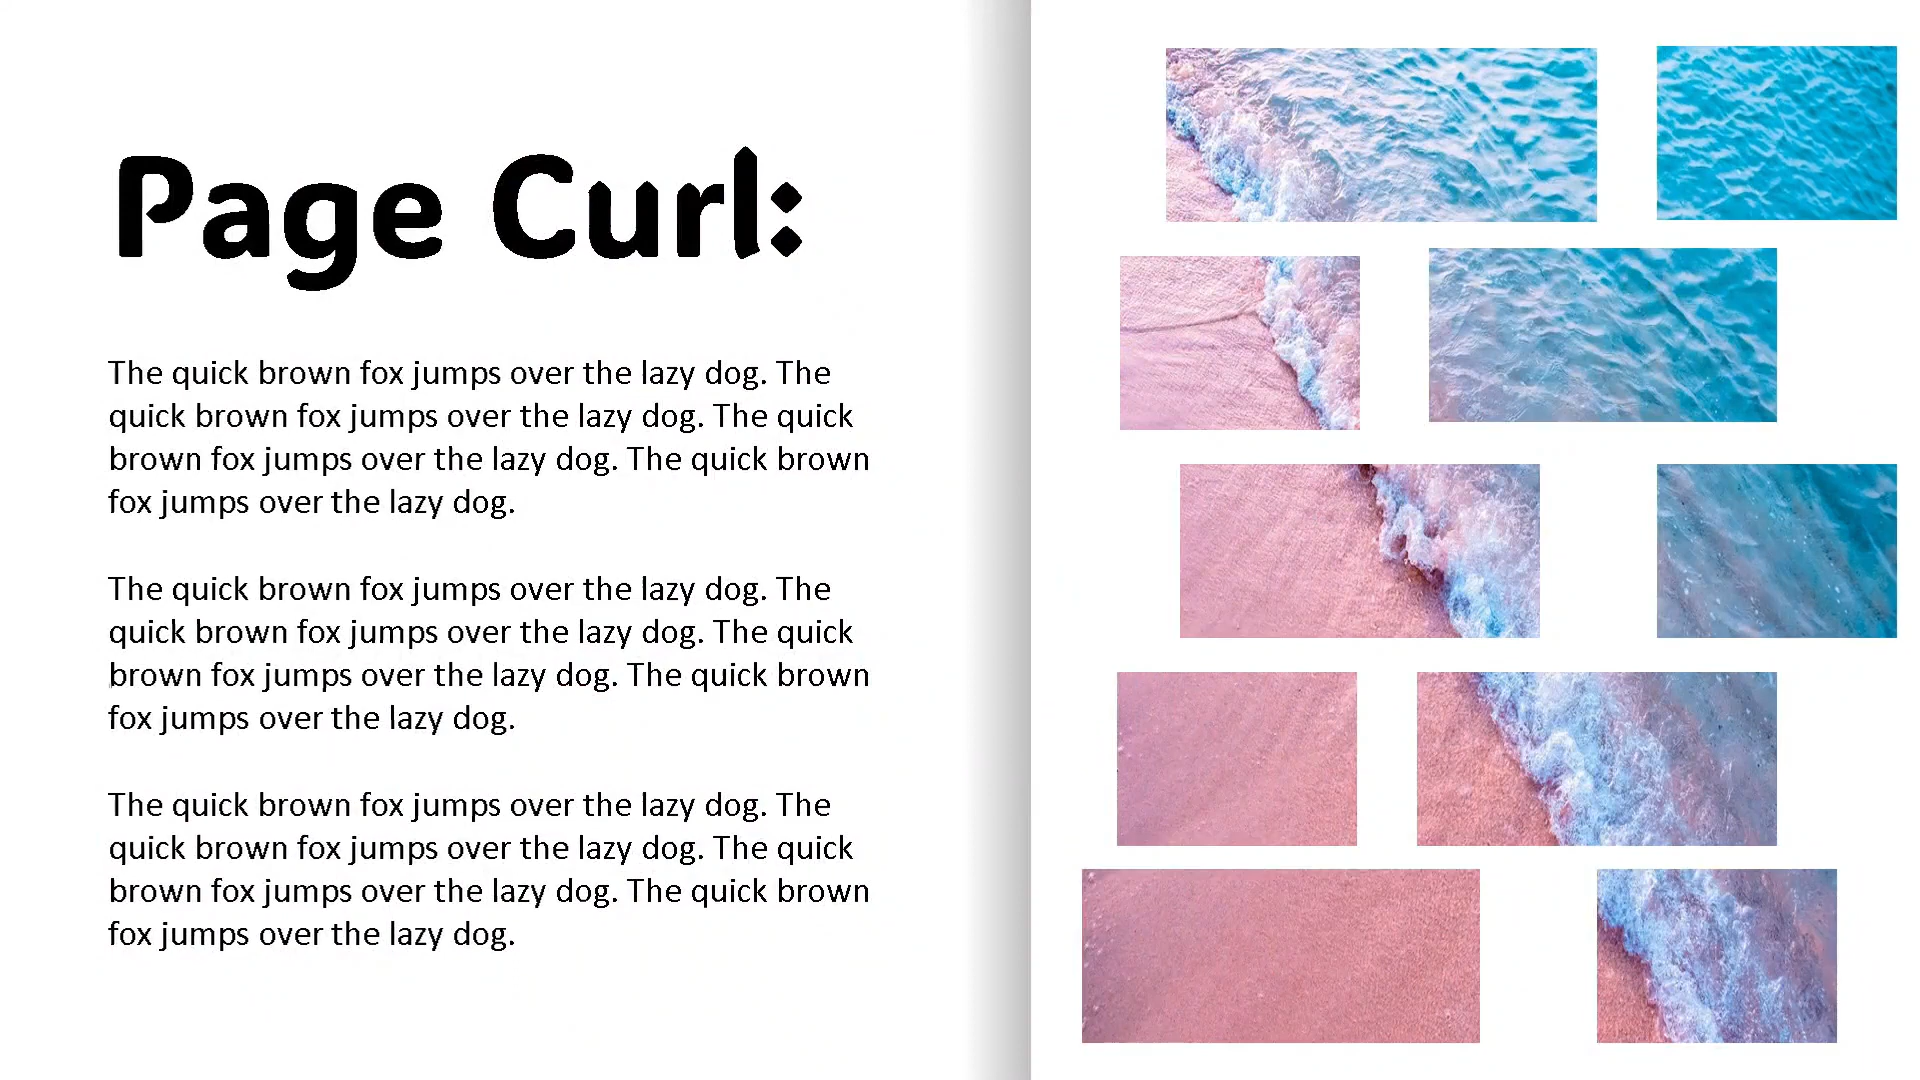 Page Curl:
The quick brown fox jumps over the lazy dog. The
quick brown fox jumps over the lazy dog. The quick
brown fox jumps over the lazy dog. The quick brown
fox jumps over the lazy dog.
The quick brown fox jumps over the lazy dog. The
quick brown fox jumps over the lazy dog. The quick
brown fox jumps over the lazy dog. The quick brown
fox jumps over the lazy dog.
The quick brown fox jumps over the lazy dog. The
quick brown fox jumps over the lazy dog. The quick
brown fox jumps over the lazy dog. The quick brown
fox jumps over the lazy dog.